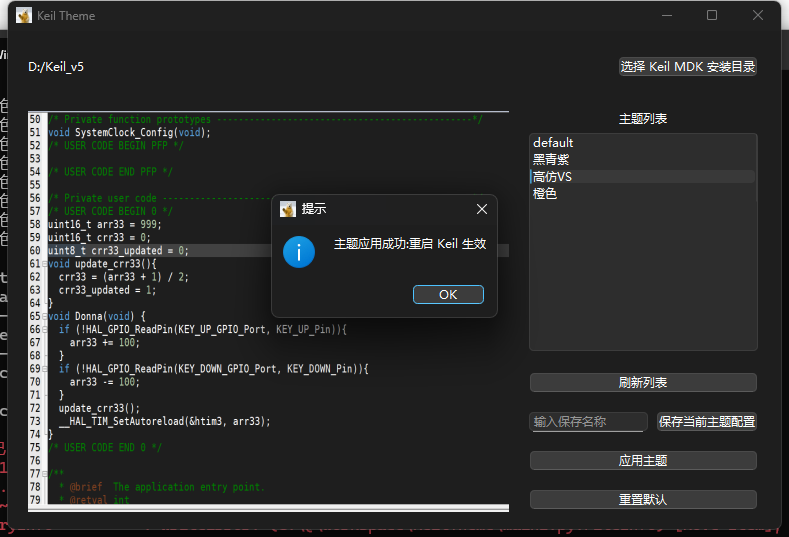 Keil Theme
D:/Keil_v5
选择 Keil MDK 安装目录
50 /* Private function prototypes -----------------------------------------------*/
51 void SystemClock_Config(void);
52 /* USER CODE BEGIN PFP */
53
54 /* USER CODE END PFP */
55
56 /* Private user code
57 /* USER CODE BEGIN 0 */
58 uint16_t arr33 = 999;
59 uint16_t crr33 = 0;
60 uint8_t crr33_updated = 0;
61 void update_crr33(){
62 crr33 = (arr33 + 1) / 2;
63 crr33_updated = 1;
64 }
65 void Donna(void) {
66 if (!HAL_GPIO_ReadPin(KEY_UP_GPIO_Port, KEY_UP_Pin)){
67 arr33 += 100;
68 }
69 if (!HAL_GPIO_ReadPin(KEY_DOWN_GPIO_Port, KEY_DOWN_Pin)){
70 arr33 -= 100;
71 }
72 update_crr33();
73 __HAL_TIM_SetAutoreload(&htim3, arr33);
74 }
75 /* USER CODE END 0 */
76
77 /**
78 * @brief The application entry point.
79 * @retval int
提示
主题应用成功:重启 Keil 生效
OK
主题列表
default
黑青紫
高仿VS
橙色
刷新列表
输入保存名称
保存当前主题配置
应用主题
重置默认